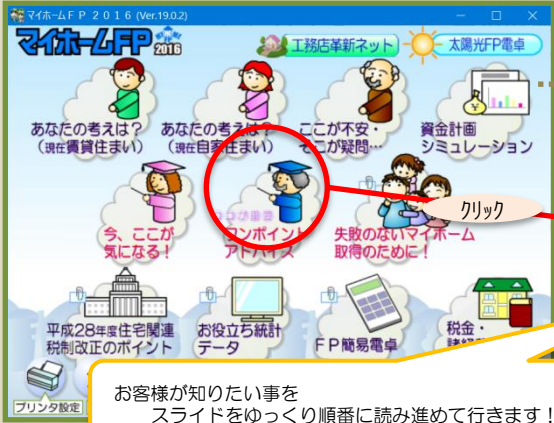 マイホームＦＰ ２０１６ (Ver.19.0.2)
マイホームFP 2016
工務店革新ネット
太陽光FP電卓
あなたの考えは？
（現在賃貸住まい）
あなたの考えは？
（現在自家住まい）
ここが不安・
そこが疑問…
資金計画
シミュレーション
クリック
今、ここが
気になる！
ワンポイント
アドバイス
失敗のないマイホーム
取得のために！
平成28年度住宅関連
税制改正のポイント
お役立ち統計
データ
ＦＰ簡易電卓
税金・
プリンタ設定
お客様が知りたい事を
スライドをゆっくり順番に読み進めて行きます！